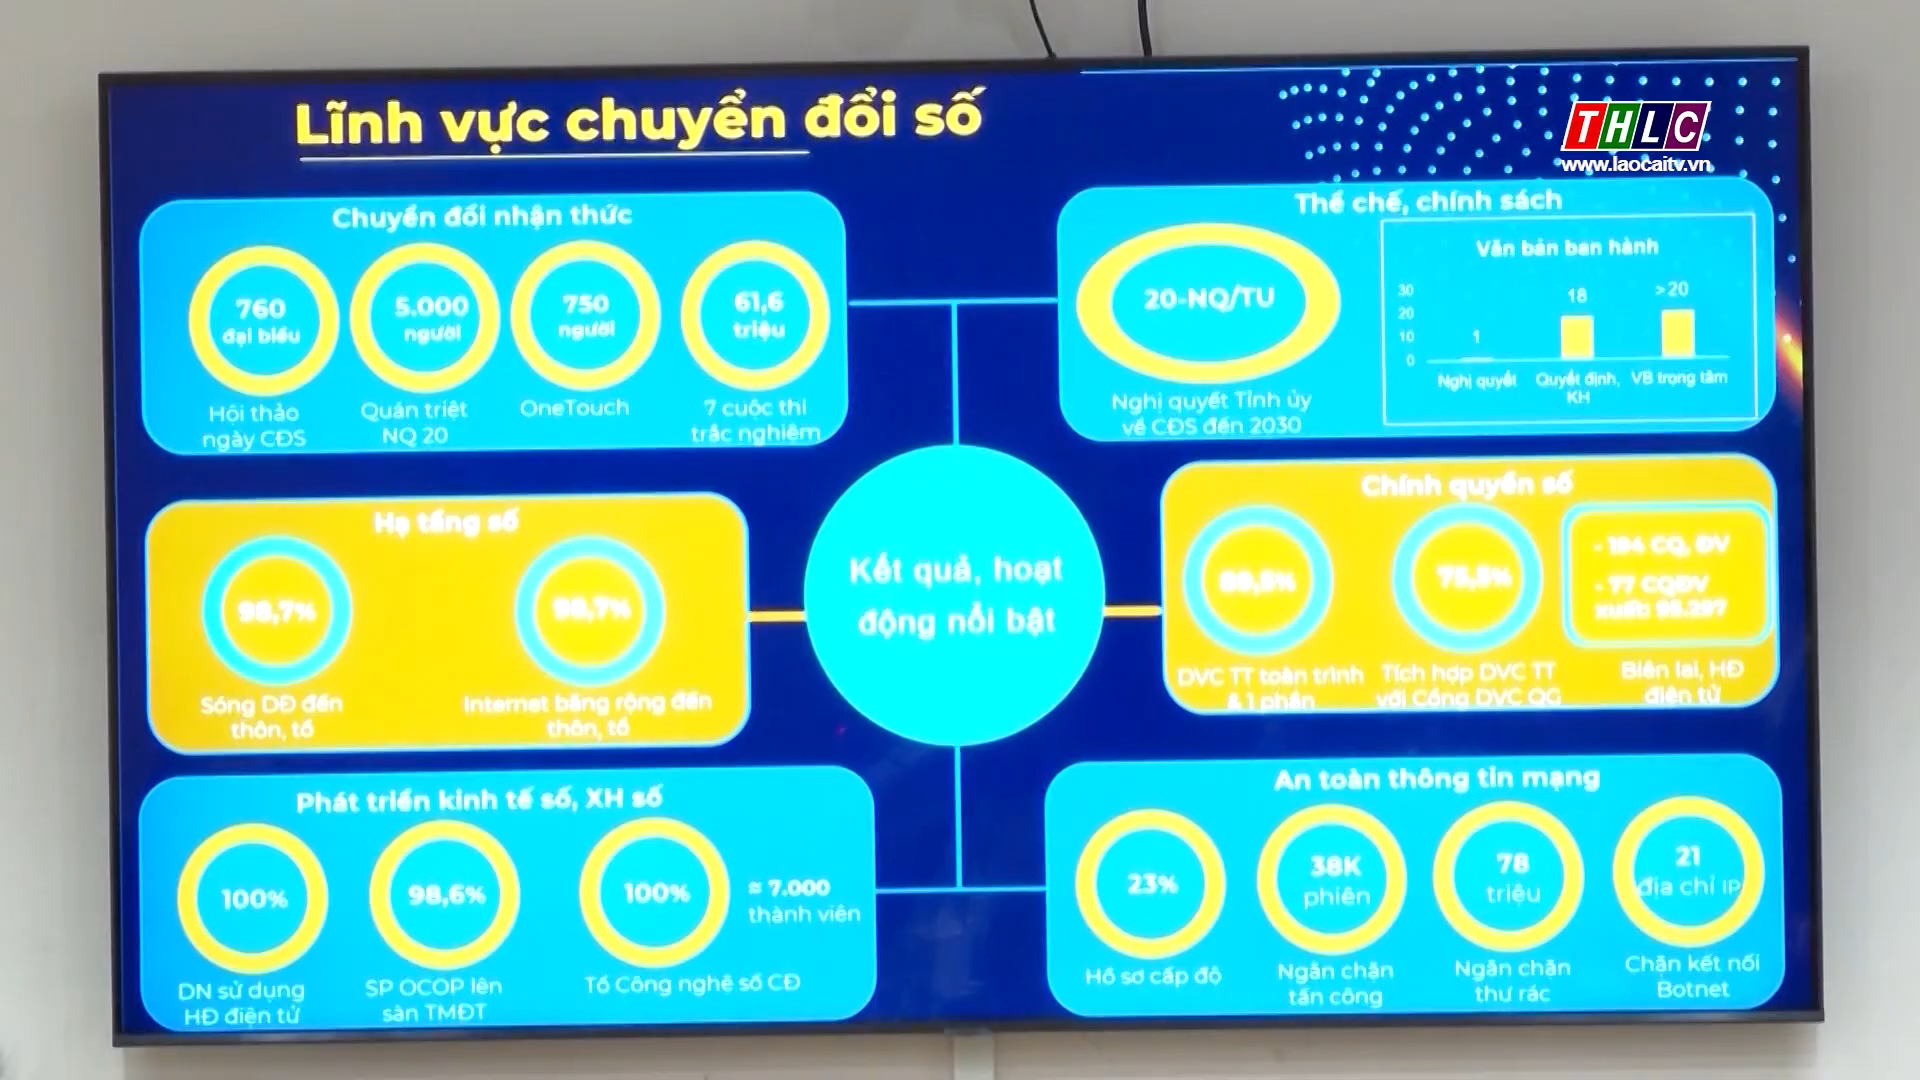 Lĩnh vực chuyển đổi số
THLC
www.laocaitv.vn
Chuyển đổi nhận thức
760
đại biểu
Hội thảo
ngày CĐS
5.000
người
Quán triệt
NQ 20
750
người
OneTouch
61,6
triệu
7 cuộc thi
trắc nghiệm
Thể chế, chính sách
20-NQ/TU
Nghị quyết Tỉnh ủy
về CĐS đến 2030
Văn bản ban hành
30
20
10
0
1
18
>20
Nghị quyết
Quyết định,
KH
VB trọng tâm
Hạ tầng số
98,7%
Sóng DĐ đến
thôn, tổ
98,7%
Internet băng rộng đến
thôn, tổ
Kết quả, hoạt
động nổi bật
Chính quyền số
DVC TT toàn trình
& 1 phần
Tích hợp DVC TT
với Cổng DVC QG
CQ, ĐV
- 77 CQĐV
xuất:
Biên lai, HĐ
điện tử
Phát triển kinh tế số, XH số
100%
DN sử dụng
HĐ điện tử
98,6%
SP OCOP lên
sàn TMĐT
100%
≈ 7.000
thành viên
Tổ Công nghệ số CĐ
An toàn thông tin mạng
23%
Hồ sơ cấp độ
38K
phiên
Ngăn chặn
tấn công
78
triệu
Ngăn chặn
thư rác
21
địa chỉ IP
Chặn kết nối
Botnet